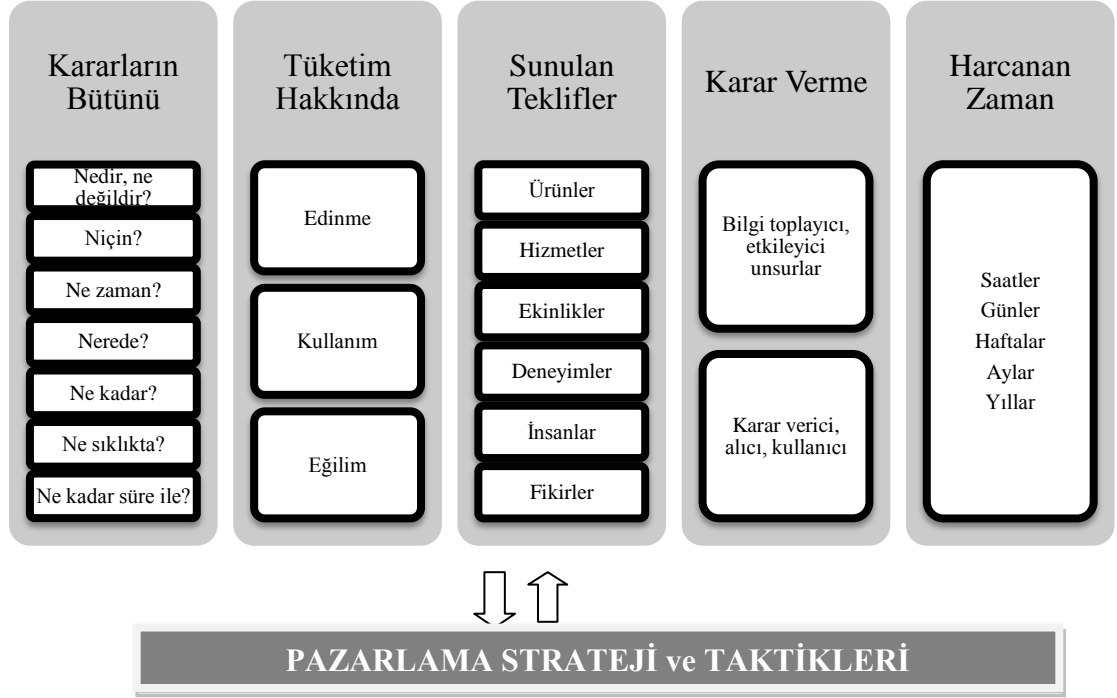 Kararların
Bütünü
Nedir, ne
değildir?
Niçin?
Ne zaman?
Nerede?
Ne kadar?
Ne sıklıkta?
Ne kadar süre ile?
Tüketim
Hakkında
Edinme
Kullanım
Eğilim
Sunulan
Teklifler
Ürünler
Hizmetler
Ekinlikler
Deneyimler
İnsanlar
Fikirler
Karar Verme
Bilgi toplayıcı,
etkileyici
unsurlar
Karar verici,
alıcı, kullanıcı
Harcanan
Zaman
Saatler
Günler
Haftalar
Aylar
Yıllar
PAZARLAMA STRATEJİ ve TAKTİKLERİ